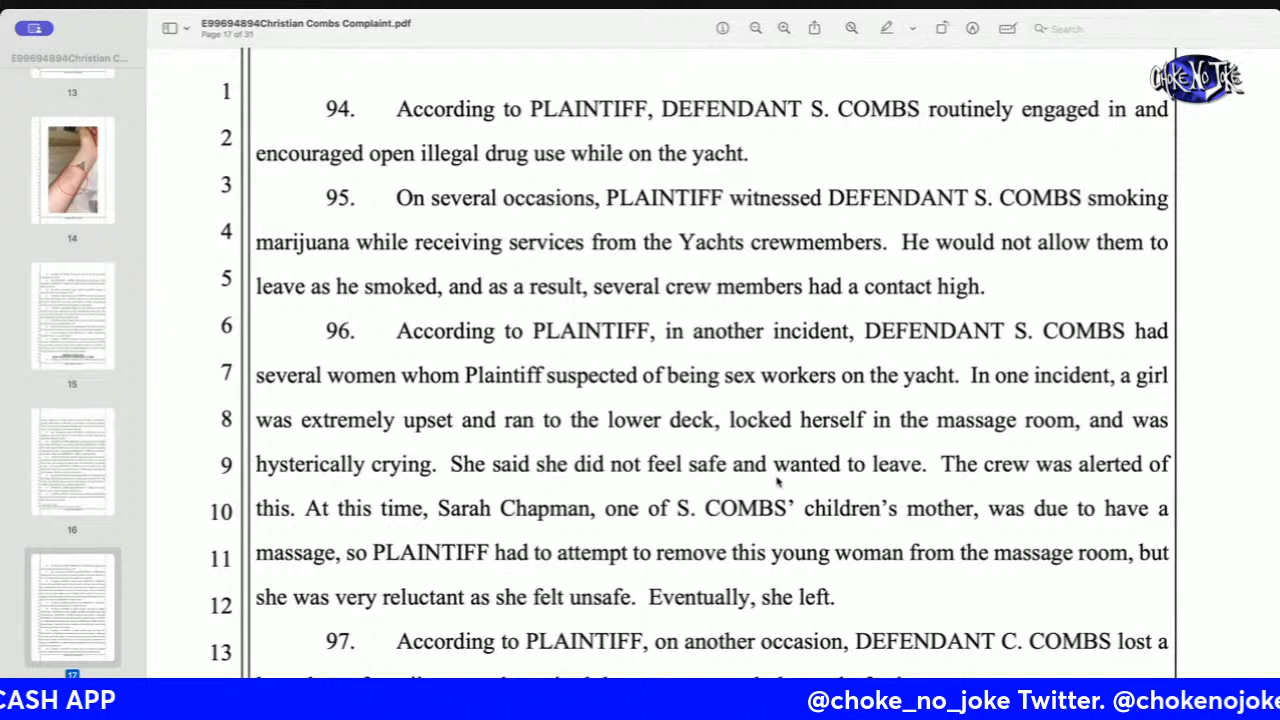 E99694894Christian Combs Complaint.pdf
Page 17 of 31
Search
E99694894Christian C...
CHOKE NO JOKE
13
14
15
16
17
1
2
3
4
5
6
7
8
9
10
11
12
13
94. According to PLAINTIFF, DEFENDANT S. COMBS routinely engaged in and
encouraged open illegal drug use while on the yacht.
95. On several occasions, PLAINTIFF witnessed DEFENDANT S. COMBS smoking
marijuana while receiving services from the Yachts crewmembers. He would not allow them to
leave as he smoked, and as a result, several crew members had a contact high.
96. According to PLAINTIFF, in another incident, DEFENDANT S. COMBS had
several women whom Plaintiff suspected of being sex workers on the yacht. In one incident, a girl
was extremely upset and ran to the lower deck, locked herself in the massage room, and was
hysterically crying. She said she did not feel safe and wanted to leave. The crew was alerted of
this. At this time, Sarah Chapman, one of S. COMBS' children's mother, was due to have a
massage, so PLAINTIFF had to attempt to remove this young woman from the massage room, but
she was very reluctant as she felt unsafe. Eventually, she left.
97. According to PLAINTIFF, on another occasion, DEFENDANT C. COMBS lost a
CASH APP
@choke_no_joke Twitter. @chokenojoke